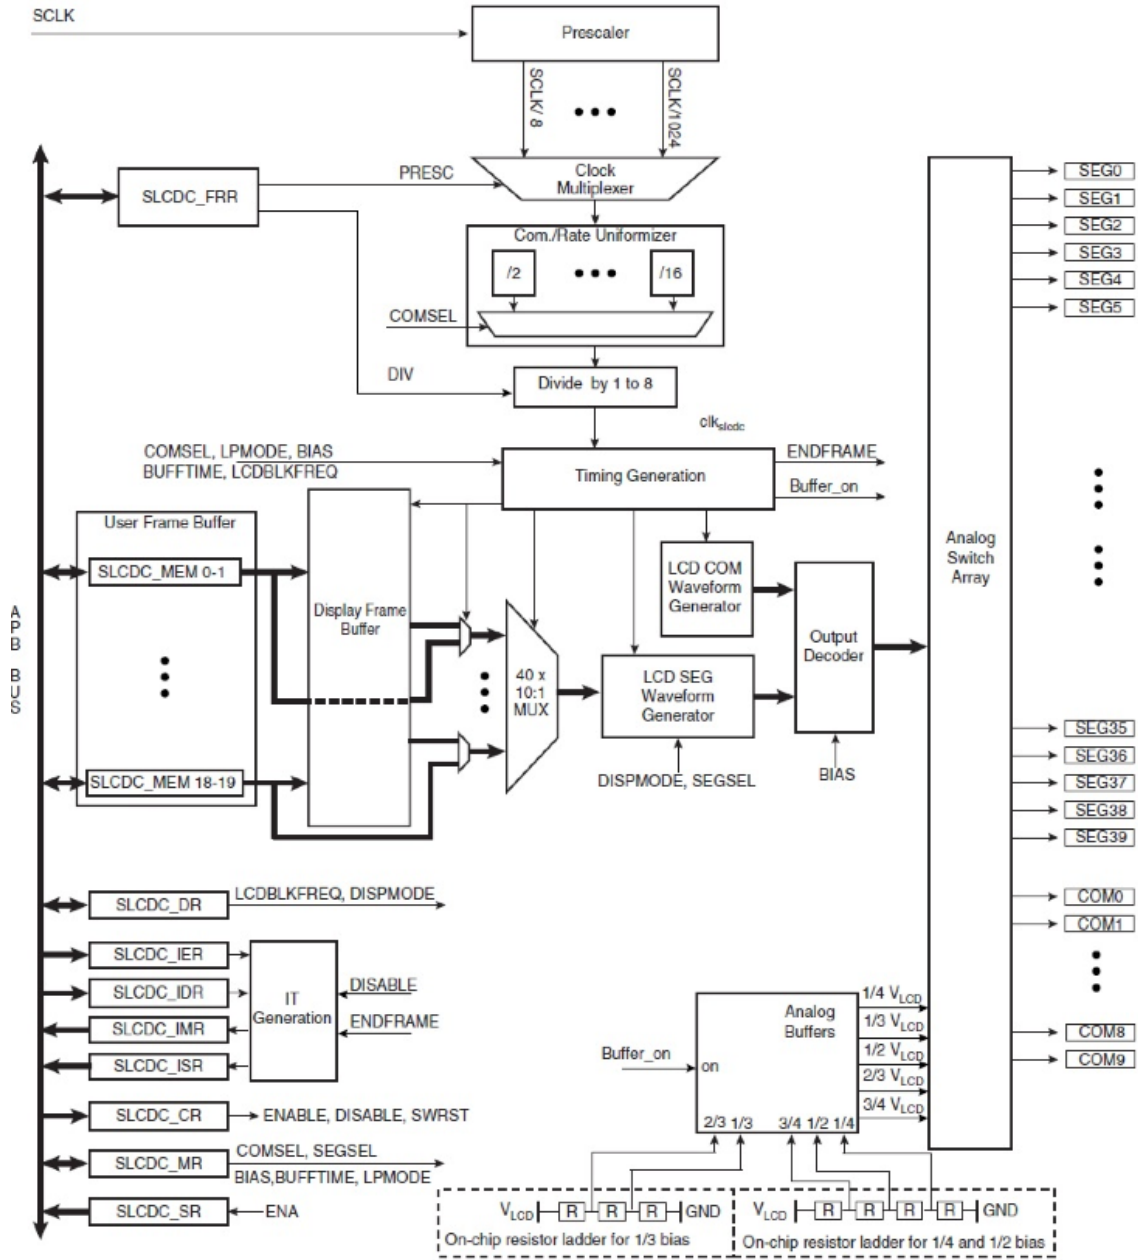 SCLK
Prescaler
SCLK/ 8
SCLK/1024
PRESC
Clock
Multiplexer
SLCDC_FRR
Com./Rate Uniformizer
/2
/16
COMSEL
DIV
Divide by 1 to 8
clkslcdc
COMSEL, LPMODE, BIAS
BUFFTIME, LCDBLKFREQ
Timing Generation
ENDFRAME
Buffer_on
User Frame Buffer
SLCDC_MEM 0-1
SLCDC_MEM 18-19
Display Frame
Buffer
40 x
10:1
MUX
LCD COM
Waveform
Generator
LCD SEG
Waveform
Generator
DISPMODE, SEGSEL
Output
Decoder
BIAS
Analog
Switch
Array
SEG0
SEG1
SEG2
SEG3
SEG4
SEG5
SEG35
SEG36
SEG37
SEG38
SEG39
COM0
COM1
COM8
COM9
APB BUS
SLCDC_DR
LCDBLKFREQ, DISPMODE
SLCDC_IER
SLCDC_IDR
SLCDC_IMR
SLCDC_ISR
IT
Generation
DISABLE
ENDFRAME
SLCDC_CR
ENABLE, DISABLE, SWRST
SLCDC_MR
COMSEL, SEGSEL
BIAS,BUFFTIME, LPMODE
SLCDC_SR
ENA
Buffer_on
on
Analog
Buffers
1/4 VLCD
1/3 VLCD
1/2 VLCD
2/3 VLCD
3/4 VLCD
2/3 1/3 3/4 1/2 1/4
VLCD R R R GND
On-chip resistor ladder for 1/3 bias
VLCD R R R R GND
On-chip resistor ladder for 1/4 and 1/2 bias